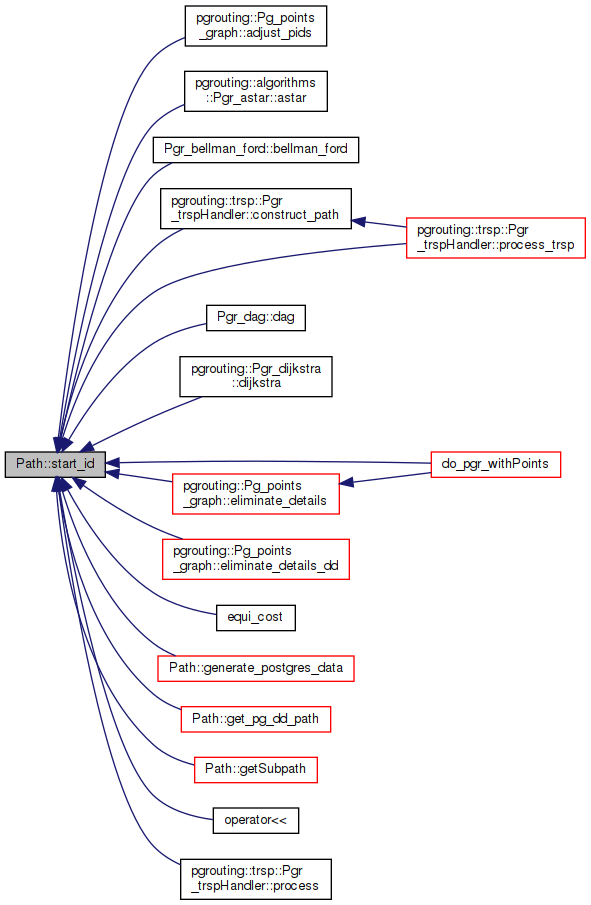 pgrouting::Pg_points
_graph::adjust_pids
pgrouting::algorithms
::Pgr_astar::astar
Pgr_bellman_ford::bellman_ford
pgrouting::trsp::Pgr
_trspHandler::construct_path
pgrouting::trsp::Pgr
_trspHandler::process_trsp
Pgr_dag::dag
pgrouting::Pgr_dijkstra
::dijkstra
Path::start_id
do_pgr_withPoints
pgrouting::Pg_points
_graph::eliminate_details
pgrouting::Pg_points
_graph::eliminate_details_dd
equi_cost
Path::generate_postgres_data
Path::get_pg_dd_path
Path::getSubpath
operator<<
pgrouting::trsp::Pgr
_trspHandler::process